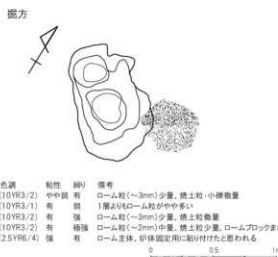 掘方
色調 粘性 締り 備考
(10YR3/2) やや弱 有 ローム粒(～3mm)少量、焼土粒・小礫微量
(10YR3/1) 有 弱 1層よりもローム粒がやや多い
(10YR3/2) 有 強 ローム粒(～3mm)少量、焼土粒微量
(10YR3/2) 有 極強 ローム粒(～2mm)中量、焼土粒少量、ロームブロックまば
(2.5YR6/4) 強 有 ローム主体、炉体固定用に貼り付けたと思われる
0 0.5 1m